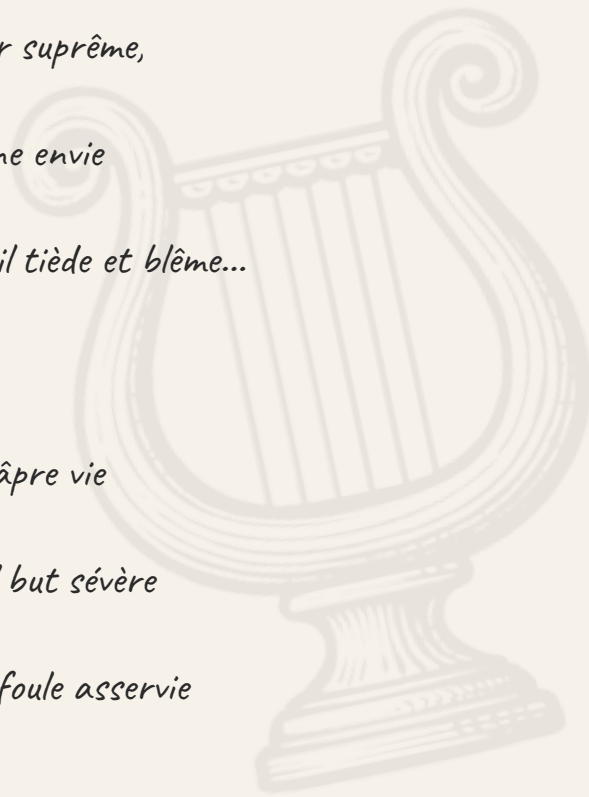 r suprême,
ne envie
il tiède et blême...
âpre vie
but sévère
foule asservie